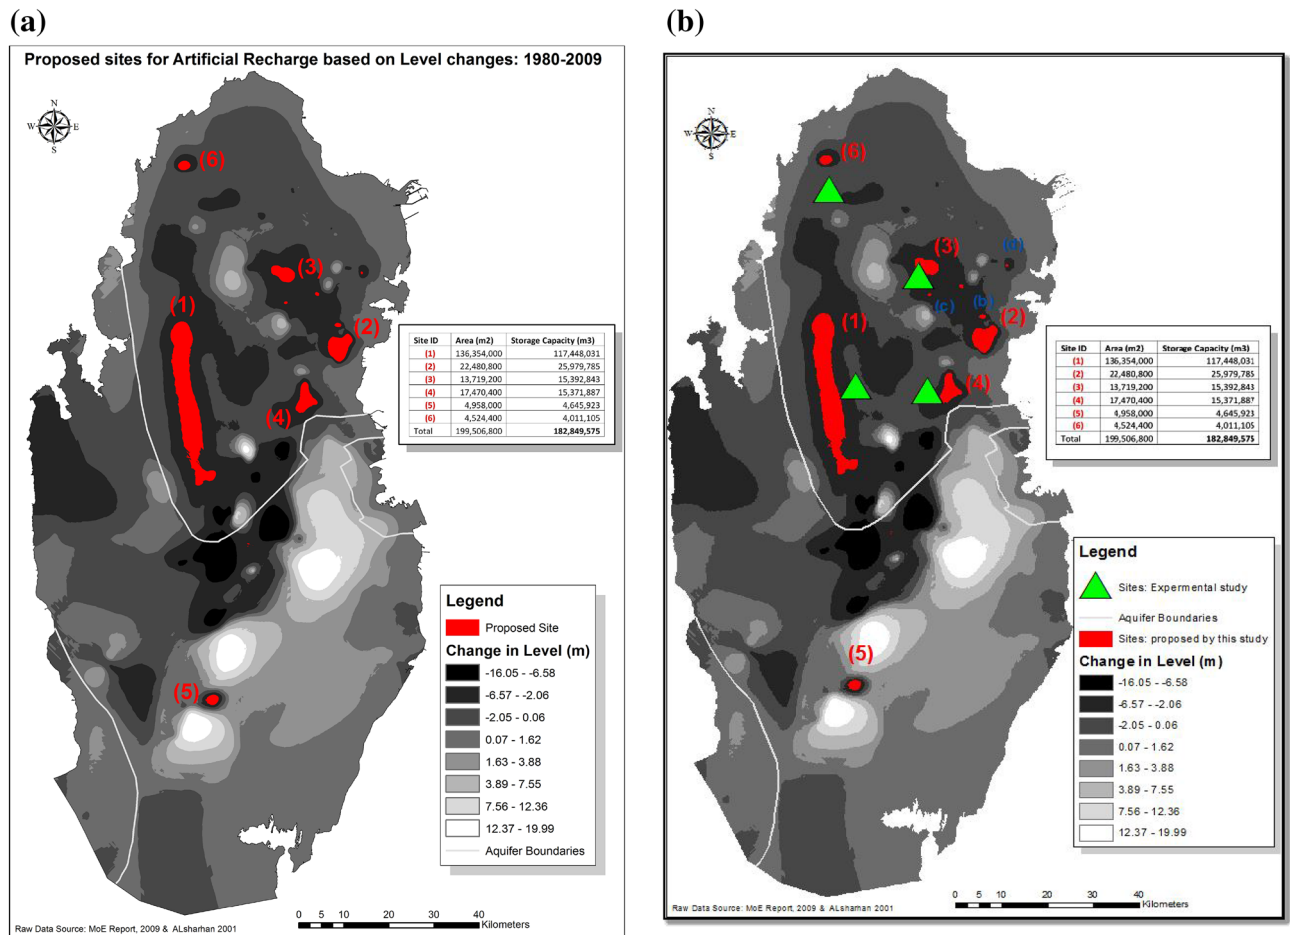 (a)
Proposed sites for Artificial Recharge based on Level changes: 1980-2009
N
W E
S
(6)
(3)
(1)
(2)
(4)
(5)
Site ID Area (m2) Storage Capacity (m3)
(1) 136,354,000 117,448,031
(2) 22,480,800 25,979,785
(3) 13,719,200 15,392,843
(4) 17,470,400 15,371,887
(5) 4,958,000 4,645,923
(6) 4,524,400 4,011,105
Total 199,506,800 182,849,575
Legend
Proposed Site
Change in Level (m)
-16.05 - -6.58
-6.57 - -2.06
-2.05 - 0.06
0.07 - 1.62
1.63 - 3.88
3.89 - 7.55
7.56 - 12.36
12.37 - 19.99
Aquifer Boundaries
0 5 10 20 30 40
Kilometers
Raw Data Source: MoE Report, 2009 & ALsharhan 2001
(b)
N
W E
S
(6)
(3)
(d)
(c)
(b)
(1)
(2)
(4)
(5)
Site ID Area (m2) Storage Capacity (m3)
(1) 136,354,000 117,448,031
(2) 22,480,800 25,979,785
(3) 13,719,200 15,392,843
(4) 17,470,400 15,371,887
(5) 4,958,000 4,645,923
(6) 4,524,400 4,011,105
Total 199,506,800 182,849,575
Legend
Sites: Expermental study
Aquifer Boundaries
Sites: proposed by this study
Change in Level (m)
-16.05 - -6.58
-6.57 - -2.06
-2.05 - 0.06
0.07 - 1.62
1.63 - 3.88
3.89 - 7.55
7.56 - 12.36
12.37 - 19.99
0 5 10 20 30 40
Kilometers
Raw Data Source: MoE Report, 2009 & ALsharhan 2001